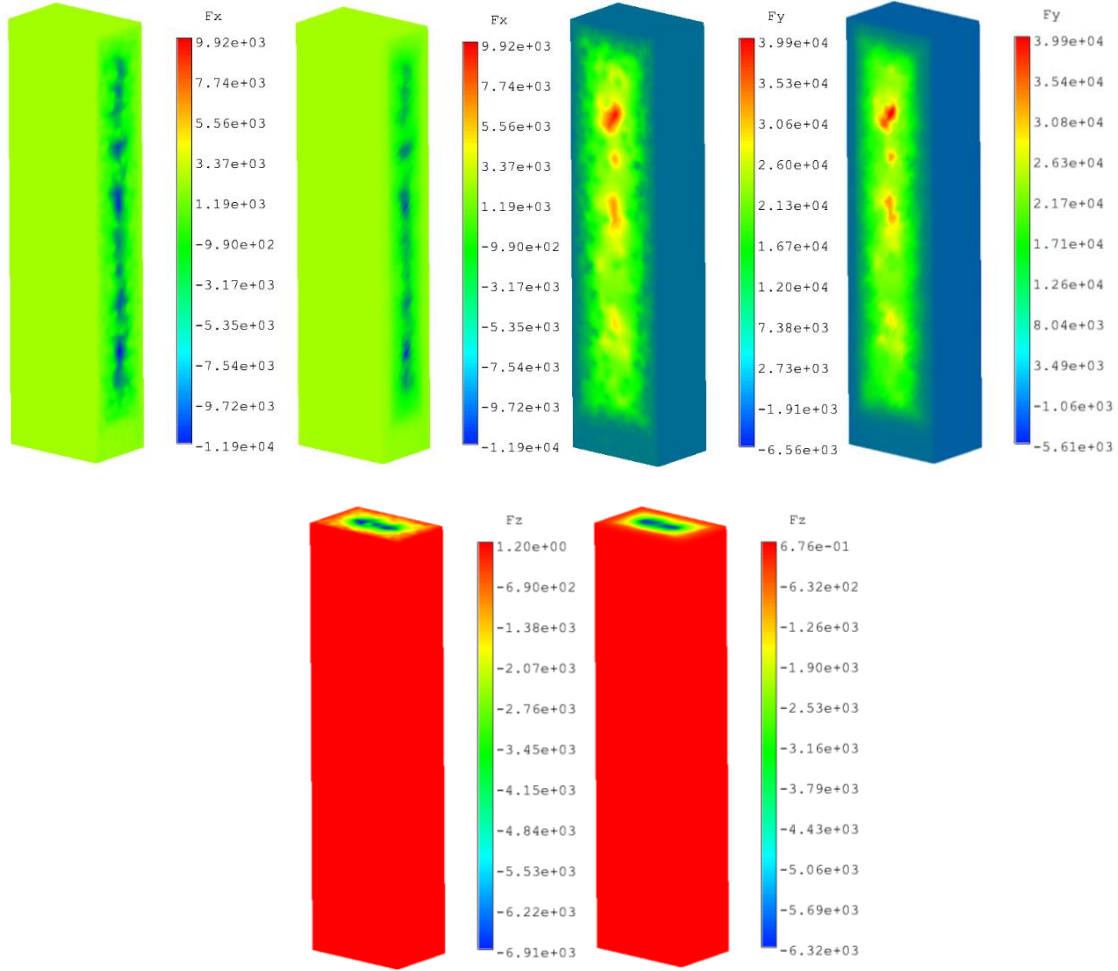 Fx
9.92e+03
7.74e+03
5.56e+03
3.37e+03
1.19e+03
-9.90e+02
-3.17e+03
-5.35e+03
-7.54e+03
-9.72e+03
-1.19e+04
Fx
9.92e+03
7.74e+03
5.56e+03
3.37e+03
1.19e+03
-9.90e+02
-3.17e+03
-5.35e+03
-7.54e+03
-9.72e+03
-1.19e+04
Fy
3.99e+04
3.53e+04
3.06e+04
2.60e+04
2.13e+04
1.67e+04
1.20e+04
7.38e+03
2.73e+03
-1.91e+03
-6.56e+03
Fy
3.99e+04
3.54e+04
3.08e+04
2.63e+04
2.17e+04
1.71e+04
1.26e+04
8.04e+03
3.49e+03
-1.06e+03
-5.61e+03
Fz
1.20e+00
-6.90e+02
-1.38e+03
-2.07e+03
-2.76e+03
-3.45e+03
-4.15e+03
-4.84e+03
-5.53e+03
-6.22e+03
-6.91e+03
Fz
6.76e-01
-6.32e+02
-1.26e+03
-1.90e+03
-2.53e+03
-3.16e+03
-3.79e+03
-4.43e+03
-5.06e+03
-5.69e+03
-6.32e+03